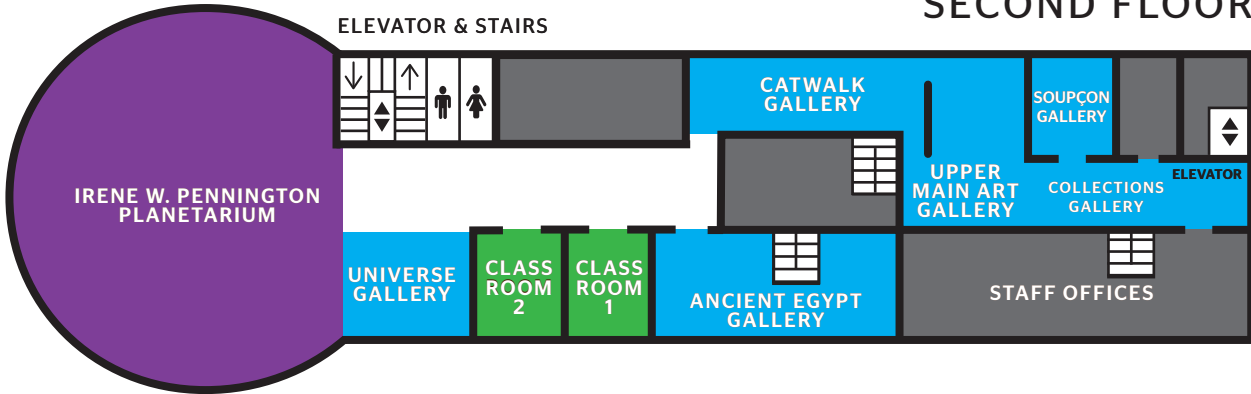 SECOND FLOOR
ELEVATOR & STAIRS
CATWALK
GALLERY
SOUPÇON
GALLERY
ELEVATOR
UPPER
MAIN ART
GALLERY
COLLECTIONS
GALLERY
IRENE W. PENNINGTON
PLANETARIUM
UNIVERSE
GALLERY
CLASS
ROOM
2
CLASS
ROOM
1
ANCIENT EGYPT
GALLERY
STAFF OFFICES